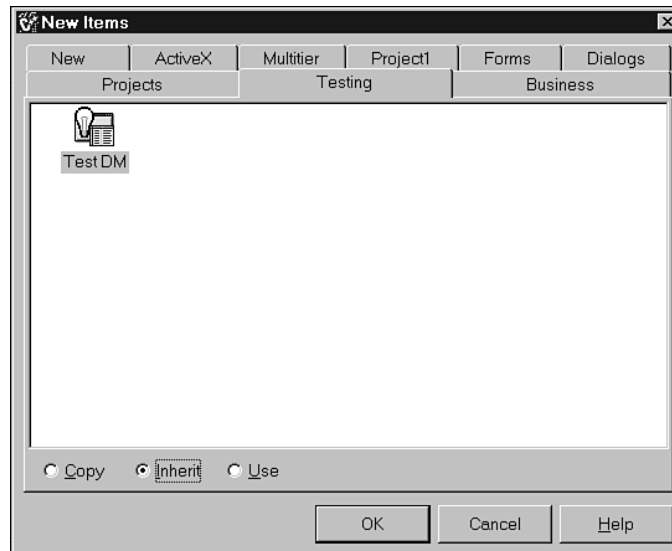 New Items
New ActiveX Multitier Project1 Forms Dialogs
Projects Testing Business
Test DM
Copy Inherit Use
OK Cancel Help